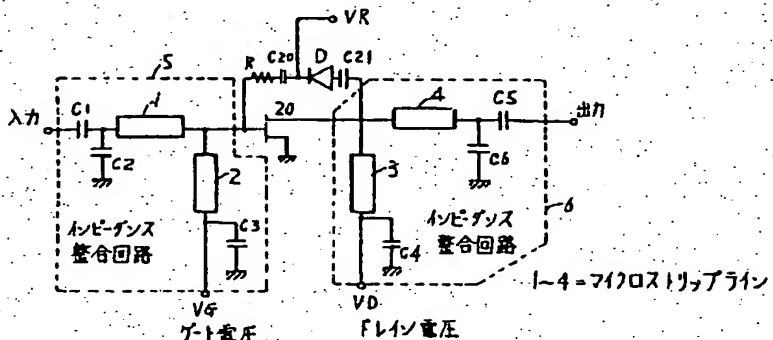 VR
5
R
C20
D
C21
入力
C1
1
20
4
C5
出力
C2
2
3
C6
インピーダンス
整合回路
C3
インピーダンス
整合回路
C4
6
VG
ゲート電圧
VD
ドレイン電圧
1~4=マイクロストリップライン